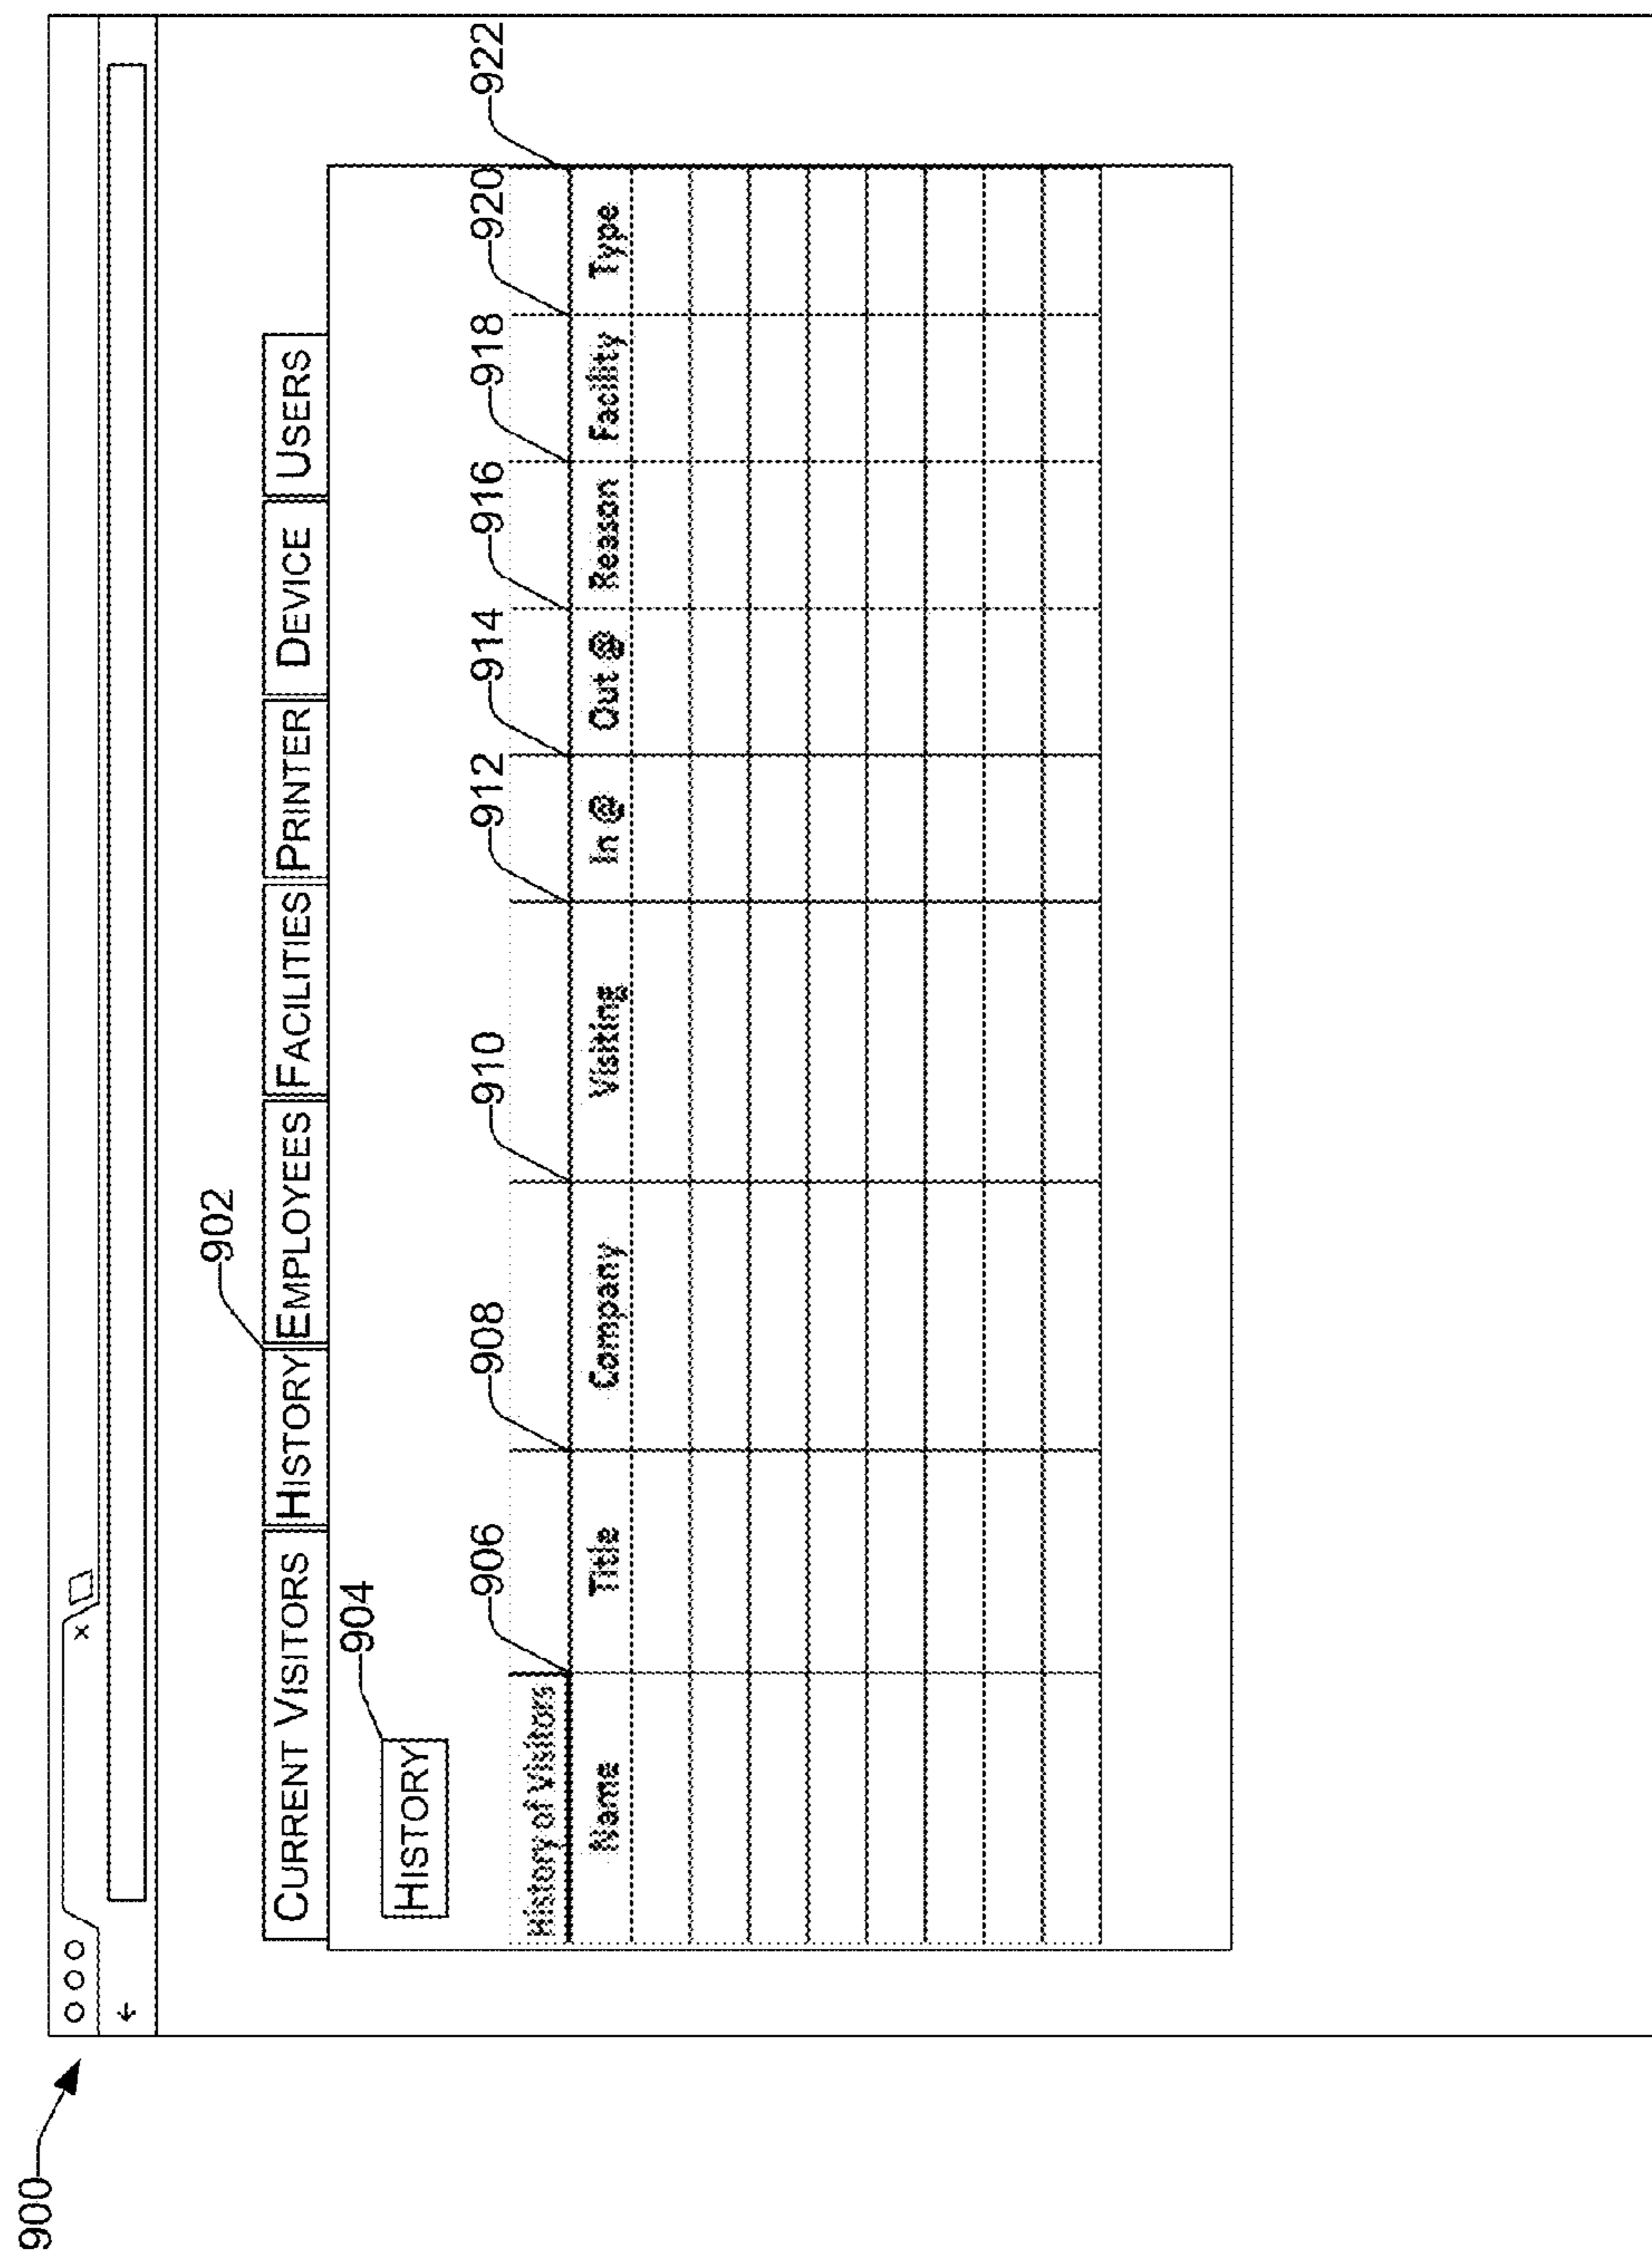 900
x
←
902
CURRENT VISITORS HISTORY EMPLOYEES FACILITIES PRINTER DEVICE USERS
904
HISTORY
906 908 910 912 914 916 918 920 922
History of Visitors
Name Title Company Visiting In @ Out @ Reason Facility Type